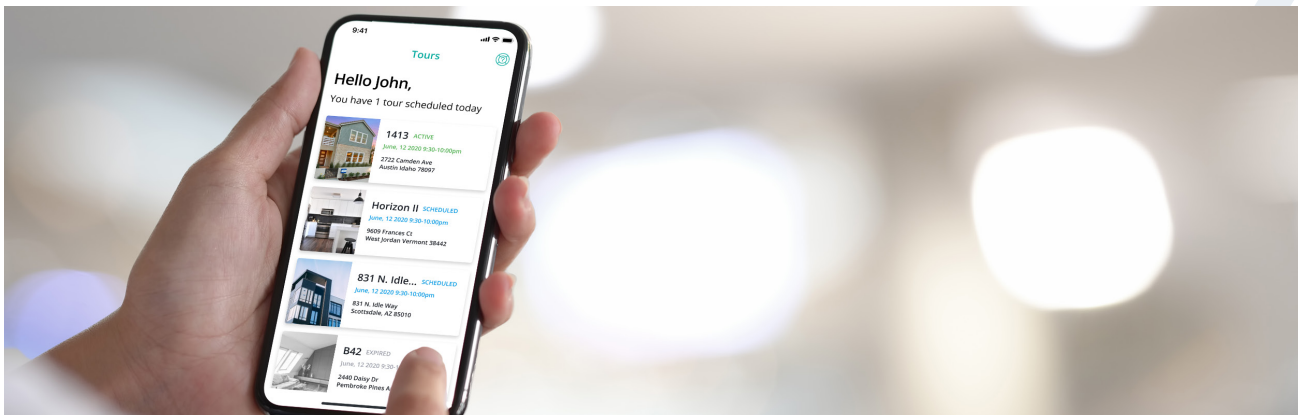 9:41
Tours
Hello John,
You have 1 tour scheduled today
1413 ACTIVE
June, 12 2020 9:30-10:00pm
2722 Camden Ave
Austin Idaho 78097
Horizon II SCHEDULED
June, 12 2020 9:30-10:00pm
9609 Frances Ct
West Jordan Vermont 38442
831 N. Idle... SCHEDULED
June, 12 2020 9:30-10:00pm
831 N. Idle Way
Scottsdale, AZ 85010
B42 EXPIRED
June, 12 2020 9:30-
2440 Daisy Dr
Pembroke Pines